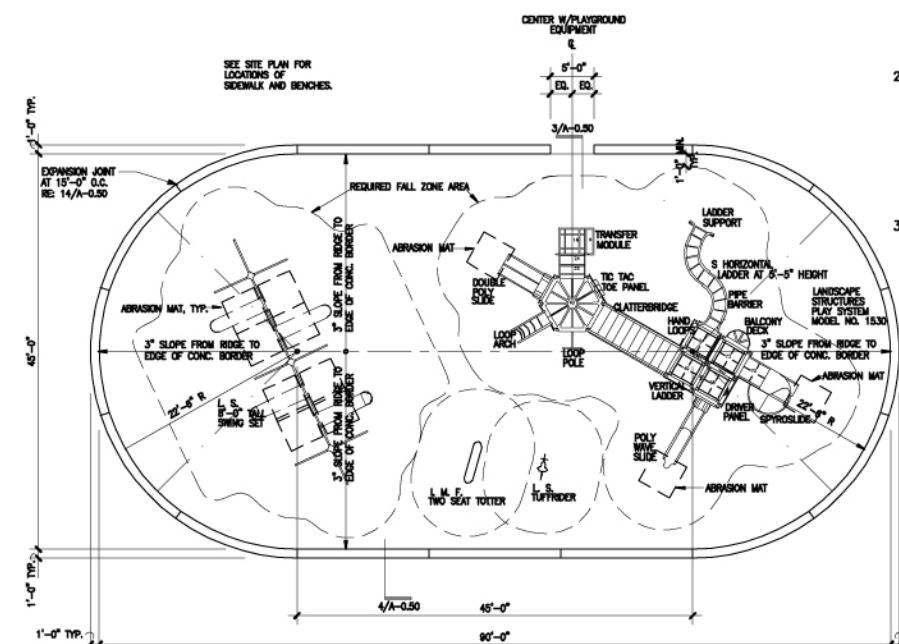 CENTER W/PLAYGROUND
EQUIPMENT
℄
SEE SITE PLAN FOR
LOCATIONS OF
SIDEWALK AND BENCHES.
5'-0"
EQ. EQ.
2
3/A-0.50
1'-0" TYP.
1'-0" MIN.
TYP.
EXPANSION JOINT
AT 15'-0" O.C.
RE: 14/A-0.50
REQUIRED FALL ZONE AREA
3" SLOPE FROM RIDGE TO
EDGE OF CONC. BORDER
LADDER
SUPPORT
3
ABRASION MAT
TRANSFER
MODULE
S HORIZONTAL
LADDER AT
HEIGHT
TIC TAC
TOE PANEL
DOUBLE
POLY
SLIDE
CLATTERBRIDGE
PIPE
BARRIER
LANDSCAPE
STRUCTURES
PLAY SYSTEM
MODEL NO. 1530
ABRASION MAT, TYP.
LOOP
ARCH
HAND
LOOPS
BALCONY
DECK
3" SLOPE FROM RIDGE TO
EDGE OF CONC. BORDER
3" SLOPE FROM RIDGE TO
EDGE OF CONC. BORDER
45'-0"
LOOP
POLE
ABRASION MAT
VERTICAL
LADDER
DRIVER
PANEL
SPYROSLIDE
22'-6" R
22'-6" R
L. S.
TALL
SWING SET
3" SLOPE FROM RIDGE TO
EDGE OF CONC. BORDER
POLY
WAVE
SLIDE
ABRASION MAT
TWO SEAT TOTTER
L. S.
TUFFRIDER
1'-0" TYP.
4/A-0.50
45'-0"
1'-0" TYP.
90'-0"